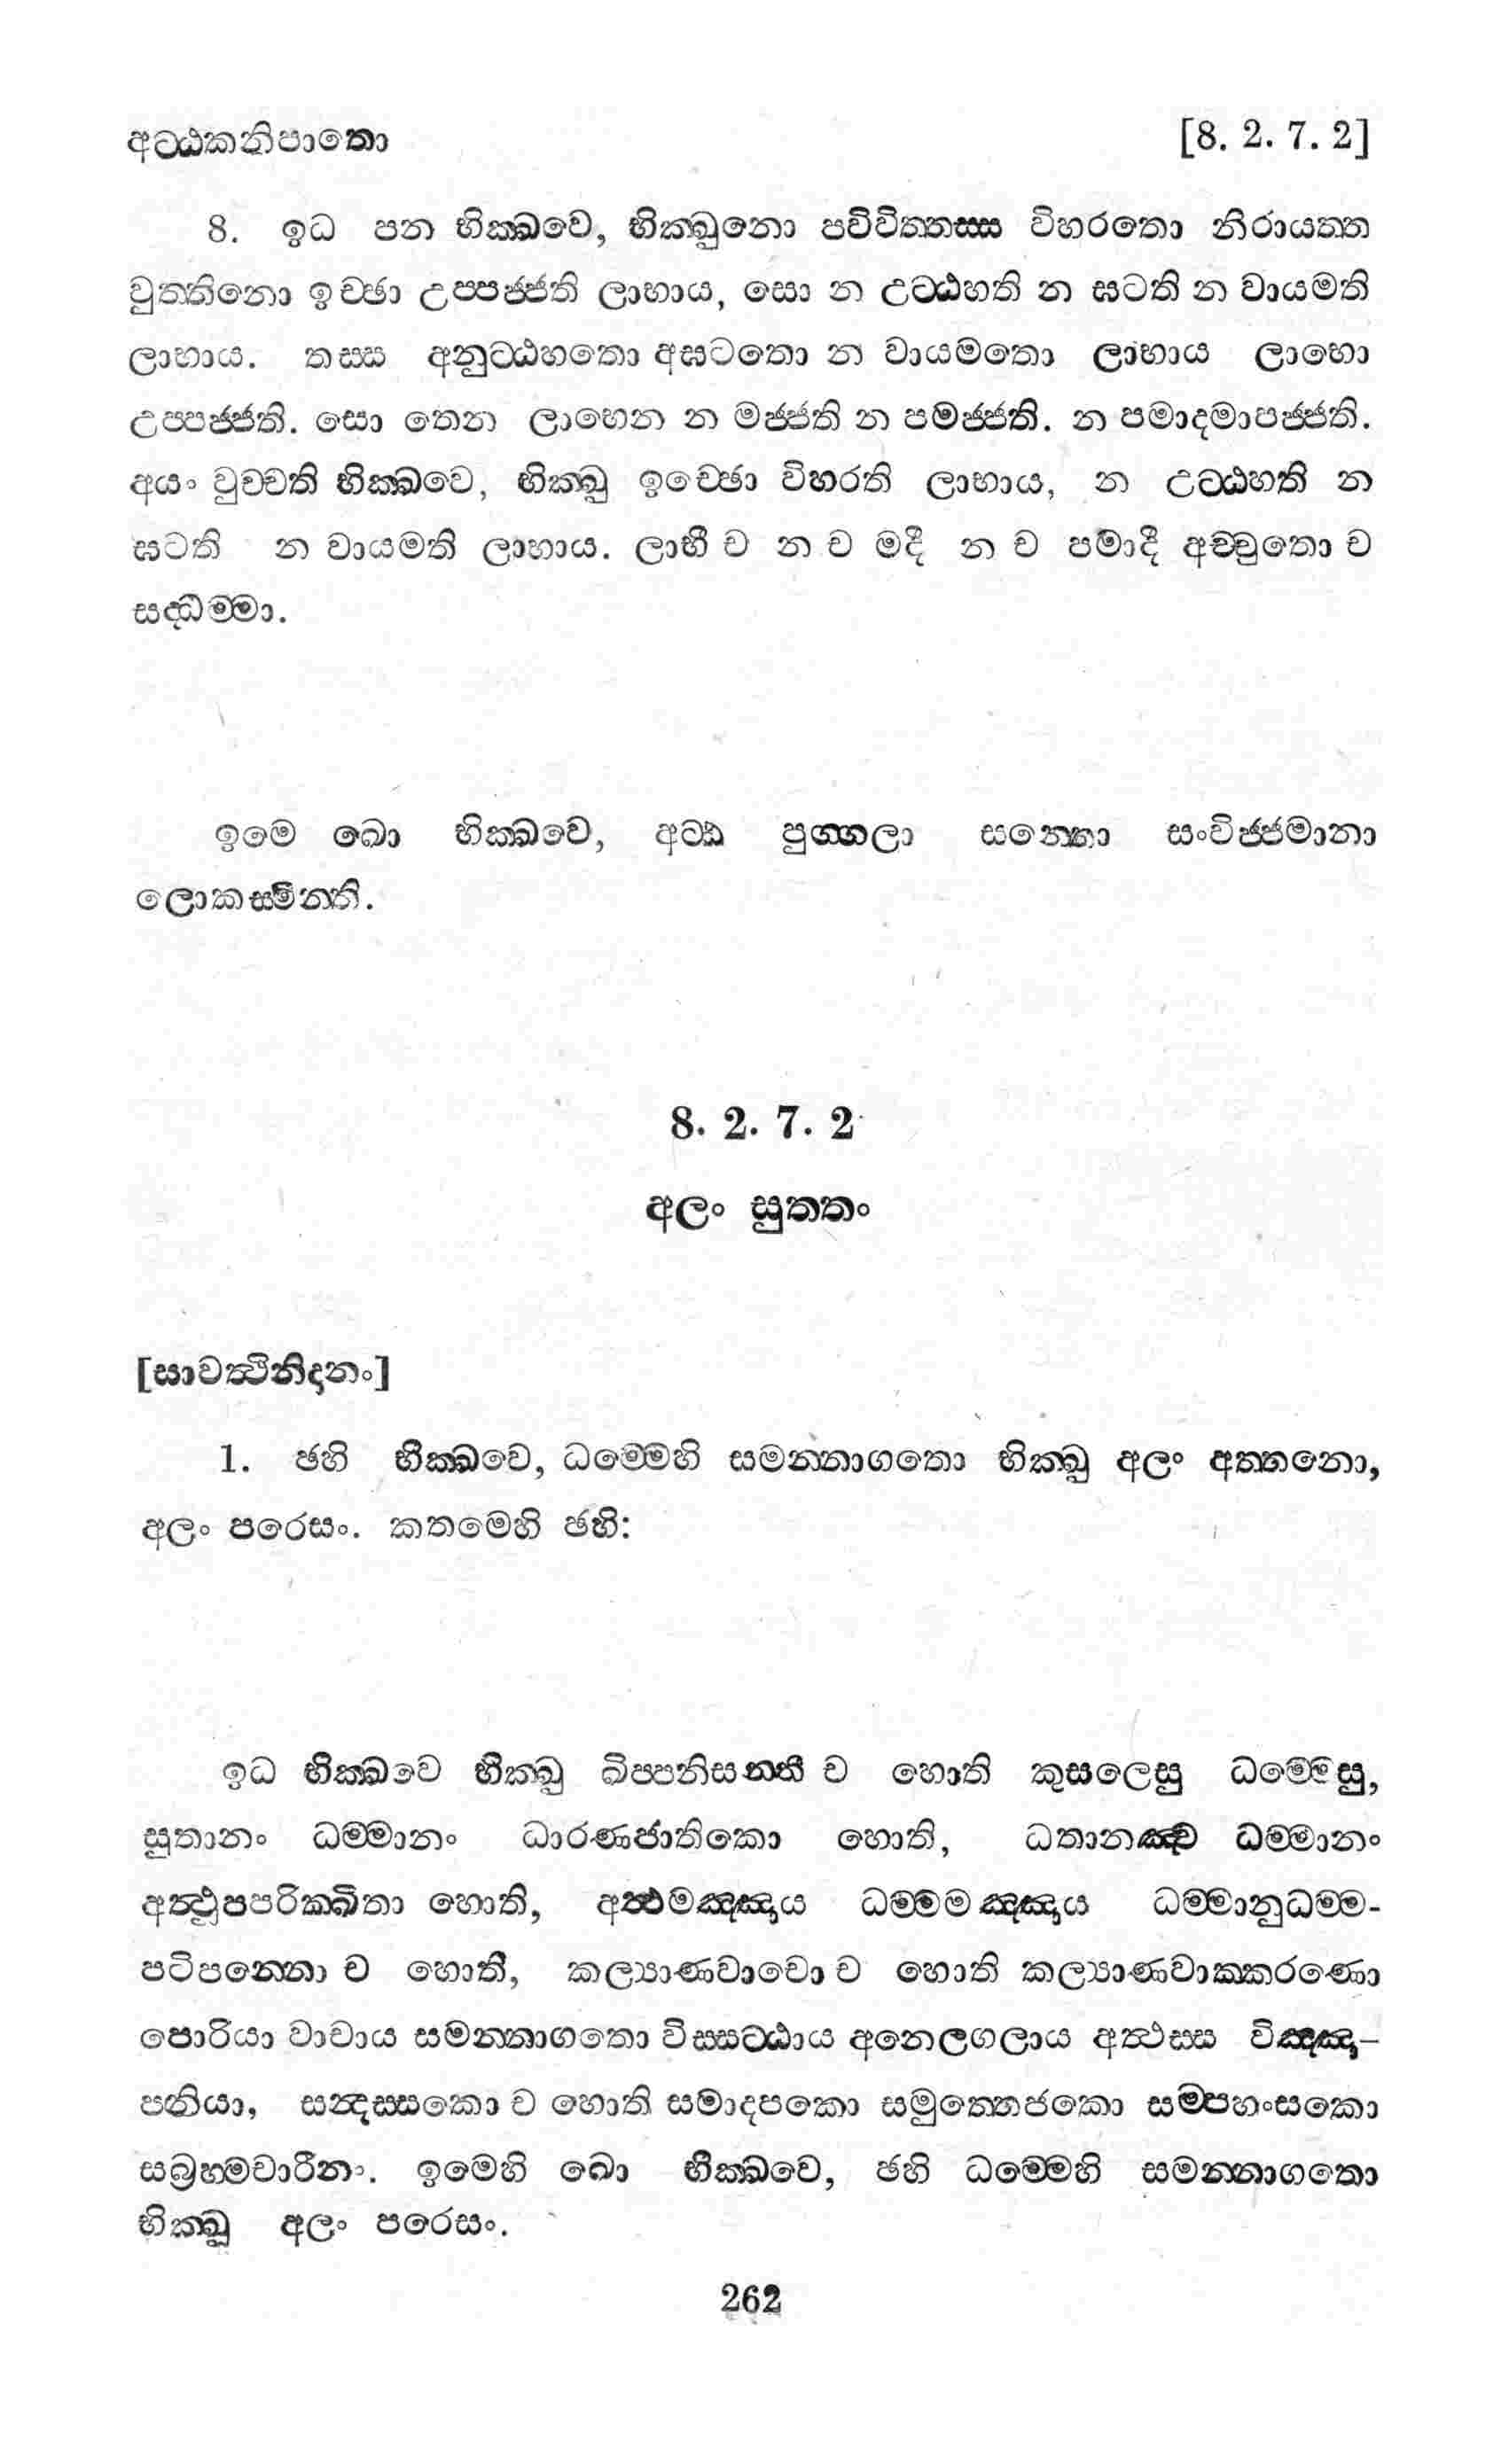 අට්ඨකනිපාතො [8. 2. 7. 2]
8. ඉධ පන භික්ඛවෙ, භික්ඛුනො පවිවිත්තස්ස විහරතො නිරායත්ත
වුත්තිනො ඉච්ඡා උප්පජ්ජති ලාභාය, සො න උට්ඨහති න ඝටති න වායමති
ලාභාය. තස්ස අනුට්ඨහතො අඝටතො න වායමතො ලාභාය ලාභො
උප්පජ්ජති. සො තෙන ලාභෙන න මජ්ජති න පමජ්ජති. න පමාදමාපජ්ජති.
අයං වුච්චති භික්ඛවෙ, භික්ඛු ඉච්ඡො විහරති ලාභාය, න උට්ඨහති න
ඝටති න වායමති ලාභාය. ලාභී ච න ච මදී න ච පමාදී අච්චුතො ච
සද්ධම්මා.
ඉමෙ ඛො භික්ඛවෙ, අට්ඨ පුග්ගලා සන්තො සංවිජ්ජමානා
ලොකස්මින්ති.
8. 2. 7. 2
අලං සුත්තං
[සාවත්ථිනිදානං]
1. ඡහි භික්ඛවෙ, ධම්මෙහි සමන්නාගතො භික්ඛු අලං අත්තනො,
අලං පරෙසං. කතමෙහි ඡහි:
ඉධ භික්ඛවෙ භික්ඛු ඛිප්පනිසන්තී ච හොති කුසලෙසු ධම්මෙසු,
සුතානං ධම්මානං ධාරණජාතිකො හොති, ධතානඤ්ච ධම්මානං
අත්ථූපපරික්ඛිතා හොති, අත්ථමඤ්ඤාය ධම්මමඤ්ඤාය ධම්මානුධම්ම-
පටිපන්නො ච හොති, කල්‍යාණවාචො ච හොති කල්‍යාණවාක්කරණො
පොරියා වාචාය සමන්නාගතො විස්සට්ඨාය අනෙලගලාය අත්ථස්ස විඤ්ඤා-
පනියා, සන්දස්සකො ච හොති සමාදපකො සමුත්තෙජකො සම්පහංසකො
සබ්‍රහ්මචාරීනං. ඉමෙහි ඛො භික්ඛවෙ, ඡහි ධම්මෙහි සමන්නාගතො
භික්ඛු අලං පරෙසං.
262